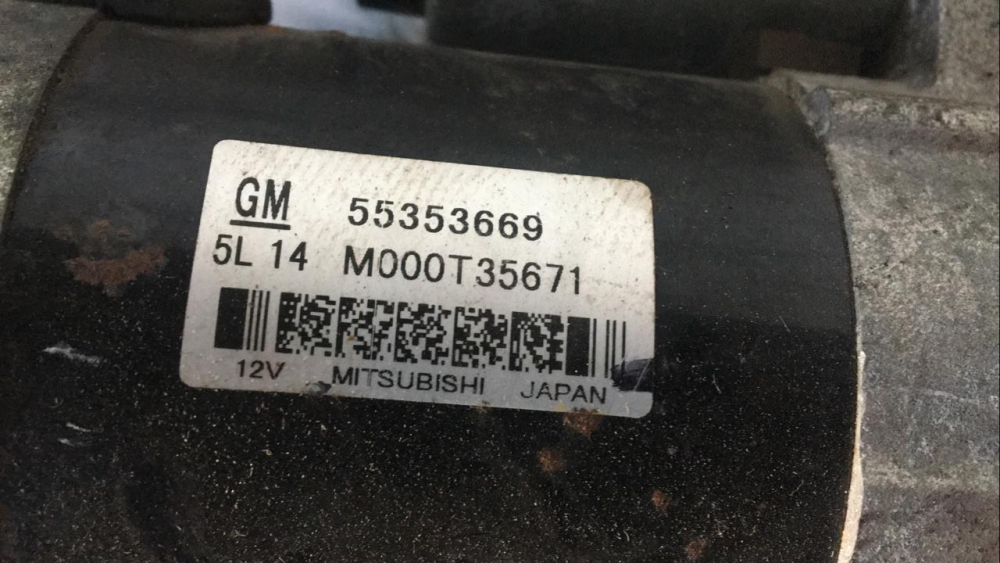 GM 55353669
5L 14 M000T35671
12V MITSUBISHI JAPAN